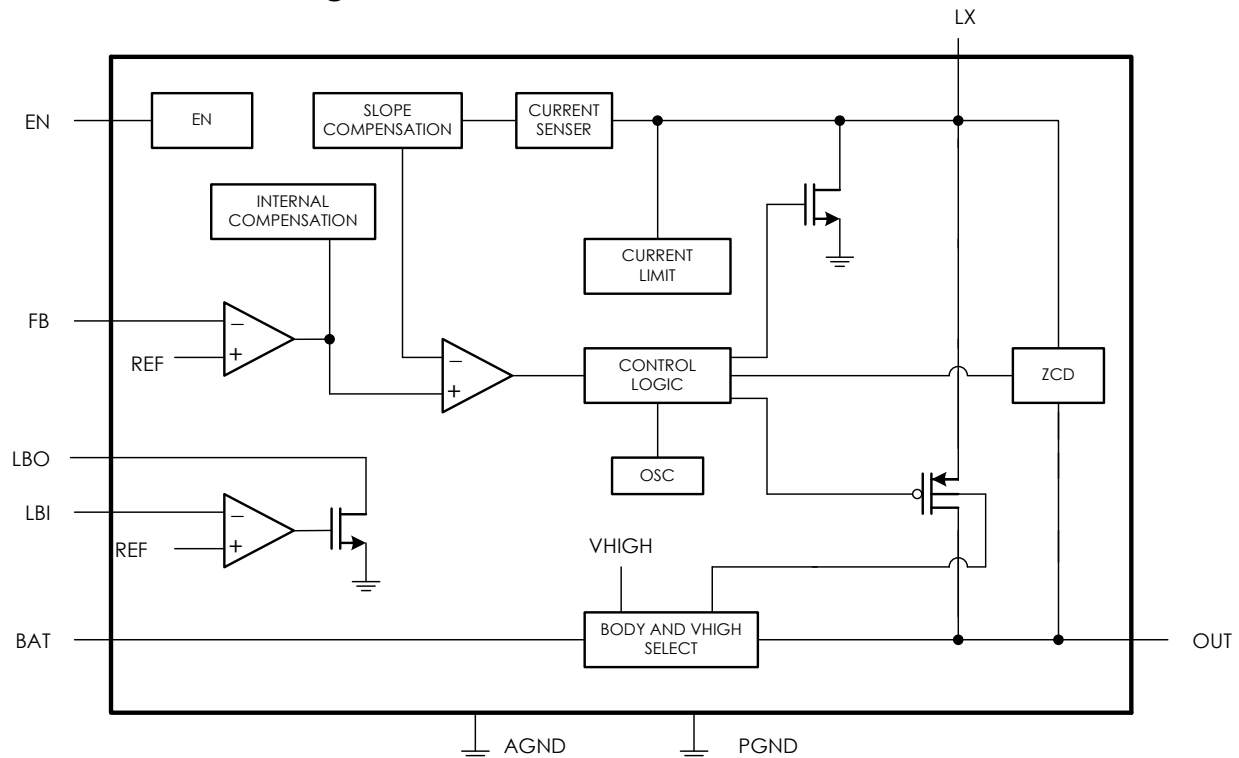 g
LX
EN
EN
SLOPE
COMPENSATION
CURRENT
SENSER
INTERNAL
COMPENSATION
CURRENT
LIMIT
FB
−
REF
+
−
+
CONTROL
LOGIC
ZCD
LBO
OSC
LBI
−
REF
+
VHIGH
BAT
BODY AND VHIGH
SELECT
OUT
AGND
PGND